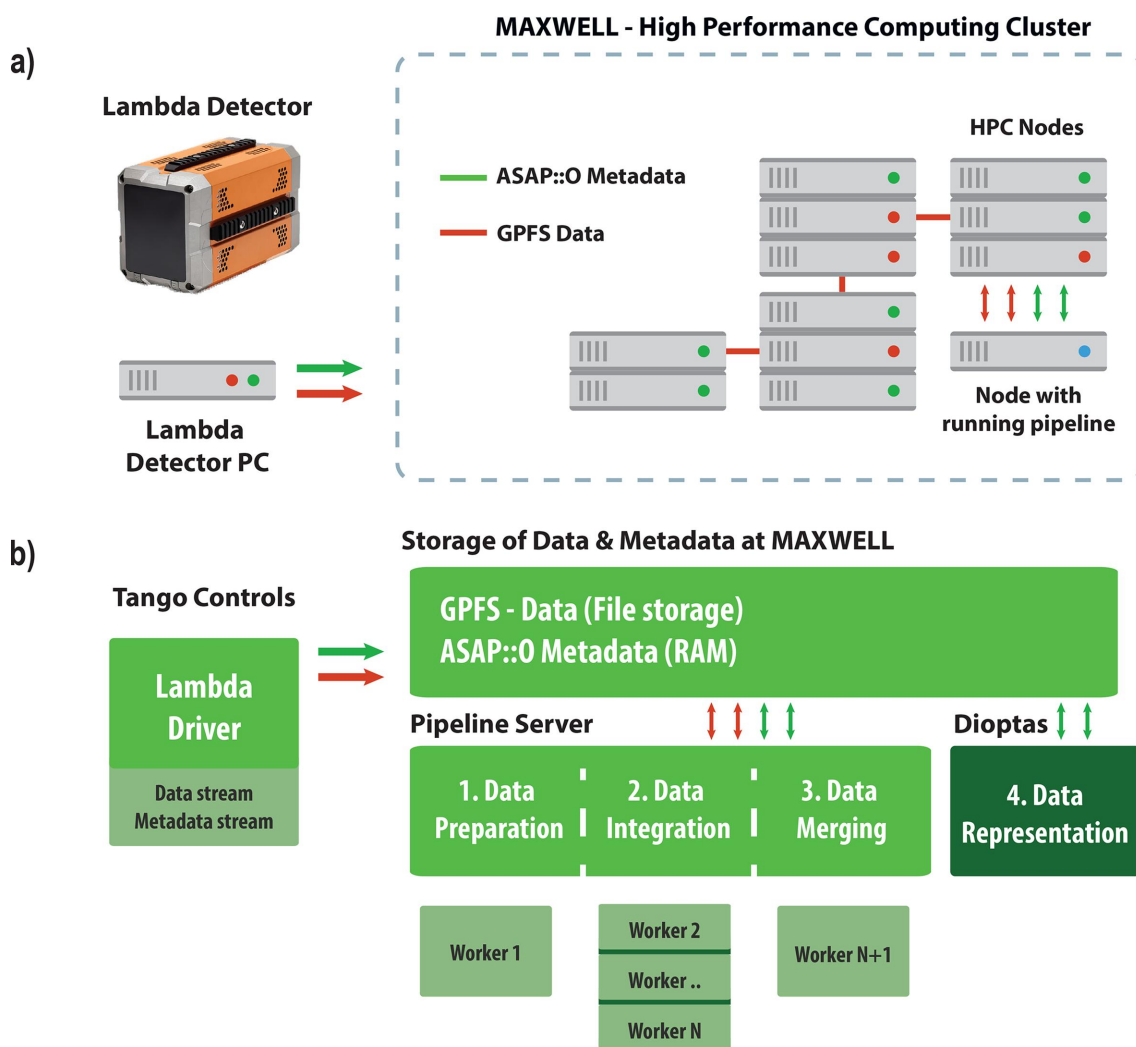 MAXWELL - High Performance Computing Cluster
a)
Lambda Detector
HPC Nodes
ASAP::O Metadata
GPFS Data
Lambda
Detector PC
Node with
running pipeline
b)
Storage of Data & Metadata at MAXWELL
Tango Controls
GPFS - Data (File storage)
ASAP::O Metadata (RAM)
Lambda
Driver
Data stream
Metadata stream
Pipeline Server
Dioptas
1. Data
Preparation
2. Data
Integration
3. Data
Merging
4. Data
Representation
Worker 1
Worker 2
Worker ..
Worker N
Worker N+1